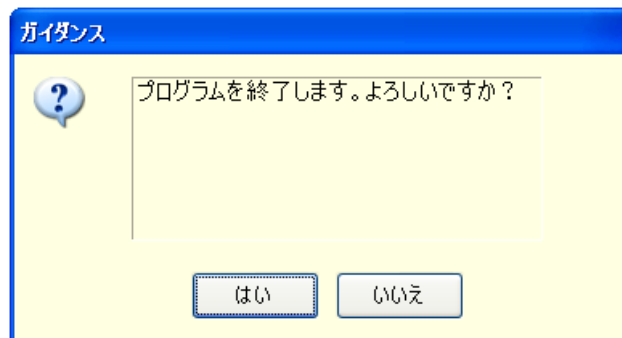 ガイダンス
プログラムを終了します。よろしいですか？
はい
いいえ